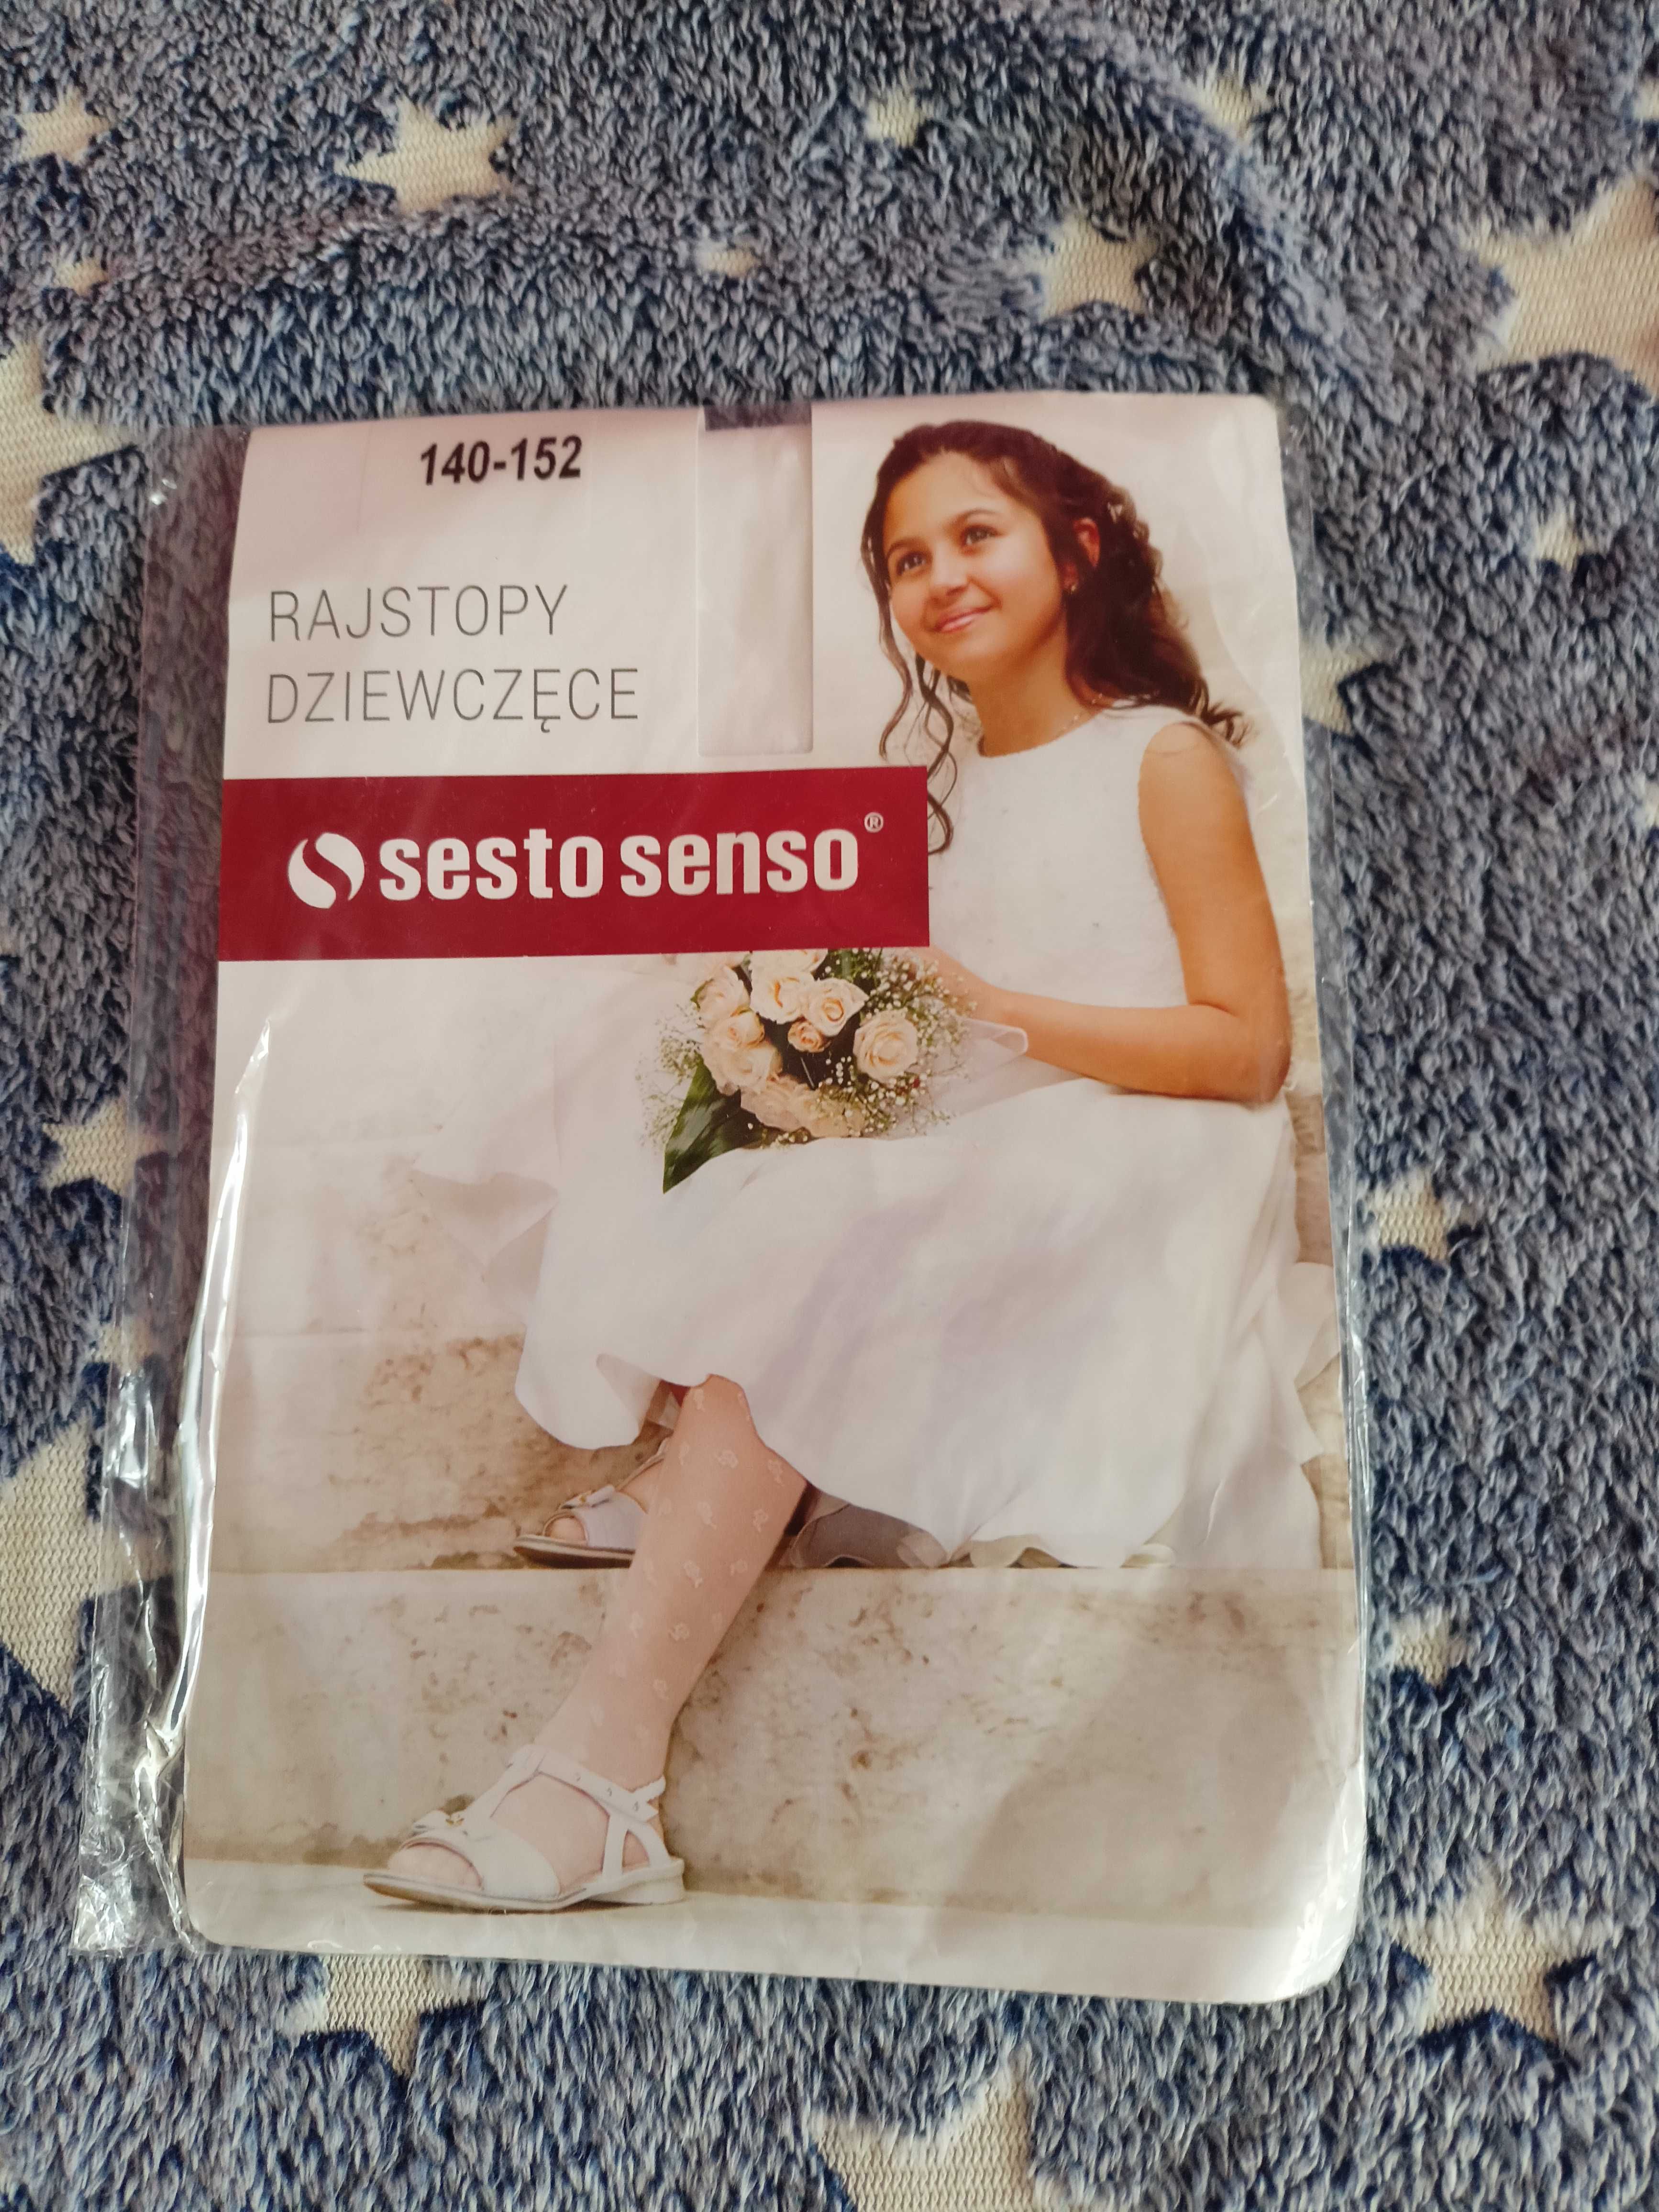 140-152
RAJSTOPY
DZIEWCZĘCE
sesto senso®